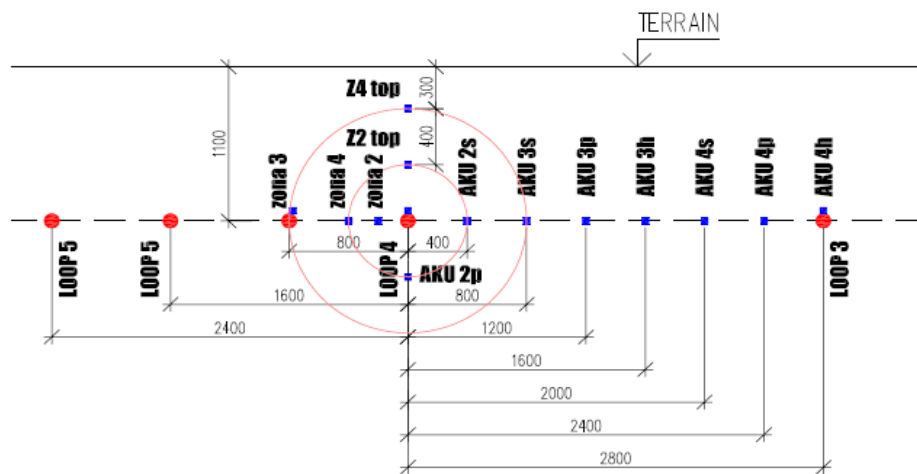 TERRAIN
Z4 top
300
1100
Z2 top
400
zona 3
zona 4
zona 2
AKU 2s
AKU 3s
AKU 3p
AKU 3h
AKU 4s
AKU 4p
AKU 4h
800
400
LOOP 5
LOOP 5
LOOP 4
AKU 2p
LOOP 3
1600
800
2400
1200
1600
2000
2400
2800